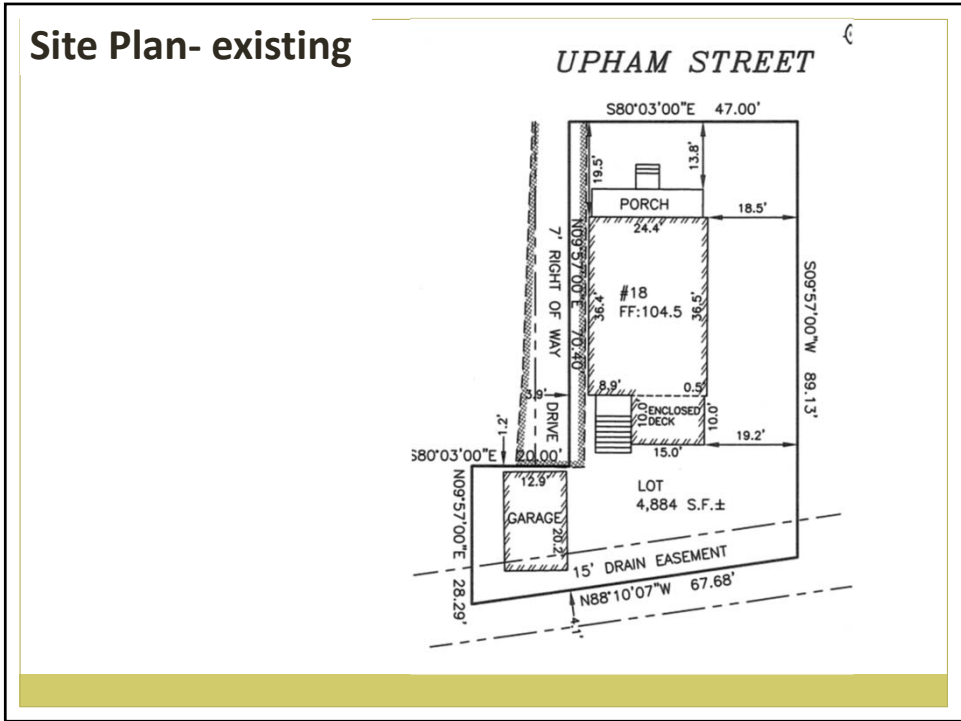 Site Plan- existing
UPHAM STREET
S80°03'00"E 47.00'
19.5'
13.8'
PORCH
18.5'
24.4'
N09°57'00"E 70.40
7' RIGHT OF WAY
#18
FF:104.5
36.4'
36.5'
S09°57'00"W 89.13'
8.9'
0.5'
3.9'
DRIVE
10.0'
ENCLOSED
DECK
10.0'
1.2'
15.0'
19.2'
S80°03'00"E 20.00'
12.9'
LOT
4,884 S.F.±
N09°57'00"E 28.29'
GARAGE
20.2'
15' DRAIN EASEMENT
N88°10'07"W 67.68'
4.1'